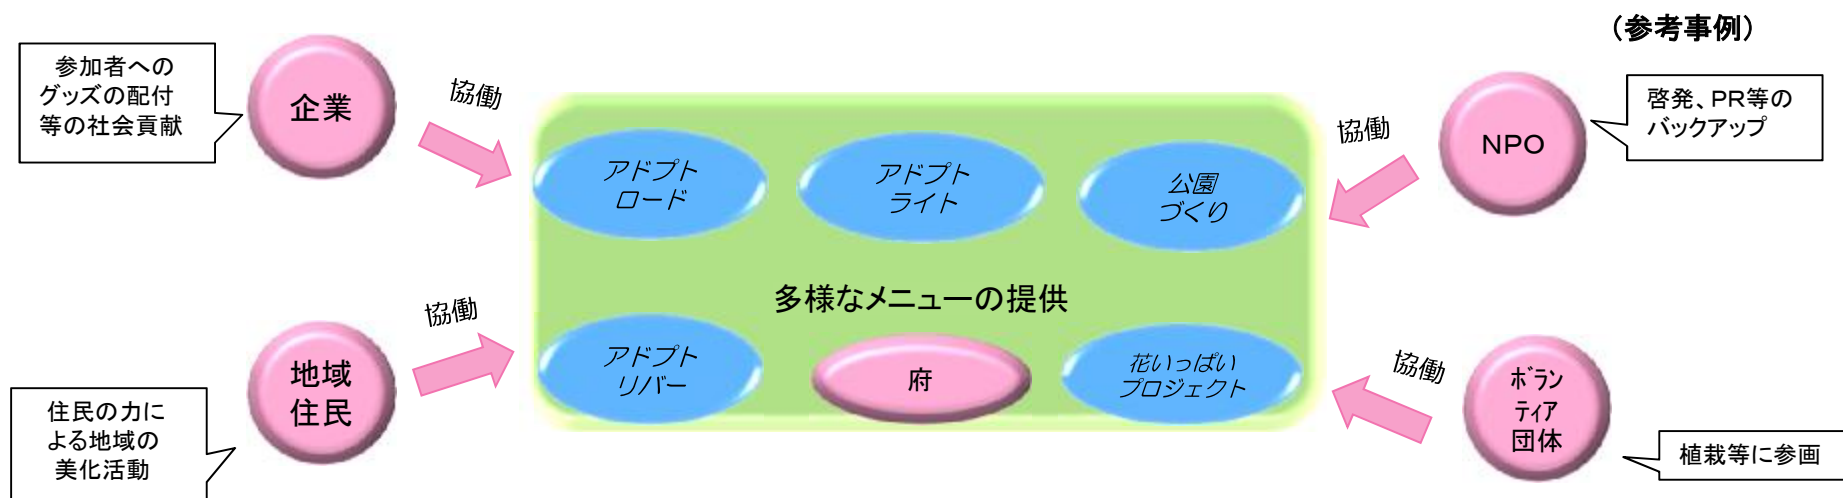 (参考事例)
参加者への
グッズの配付
等の社会貢献
企業
協働
協働
NPO
啓発、PR等の
バックアップ
アドプト
ロード
アドプト
ライト
公園
づくり
多様なメニューの提供
地域
住民
協働
住民の力に
よる地域の
美化活動
アドプト
リバー
府
花いっぱい
プロジェクト
協働
ボラン
ティア
団体
植栽等に参画